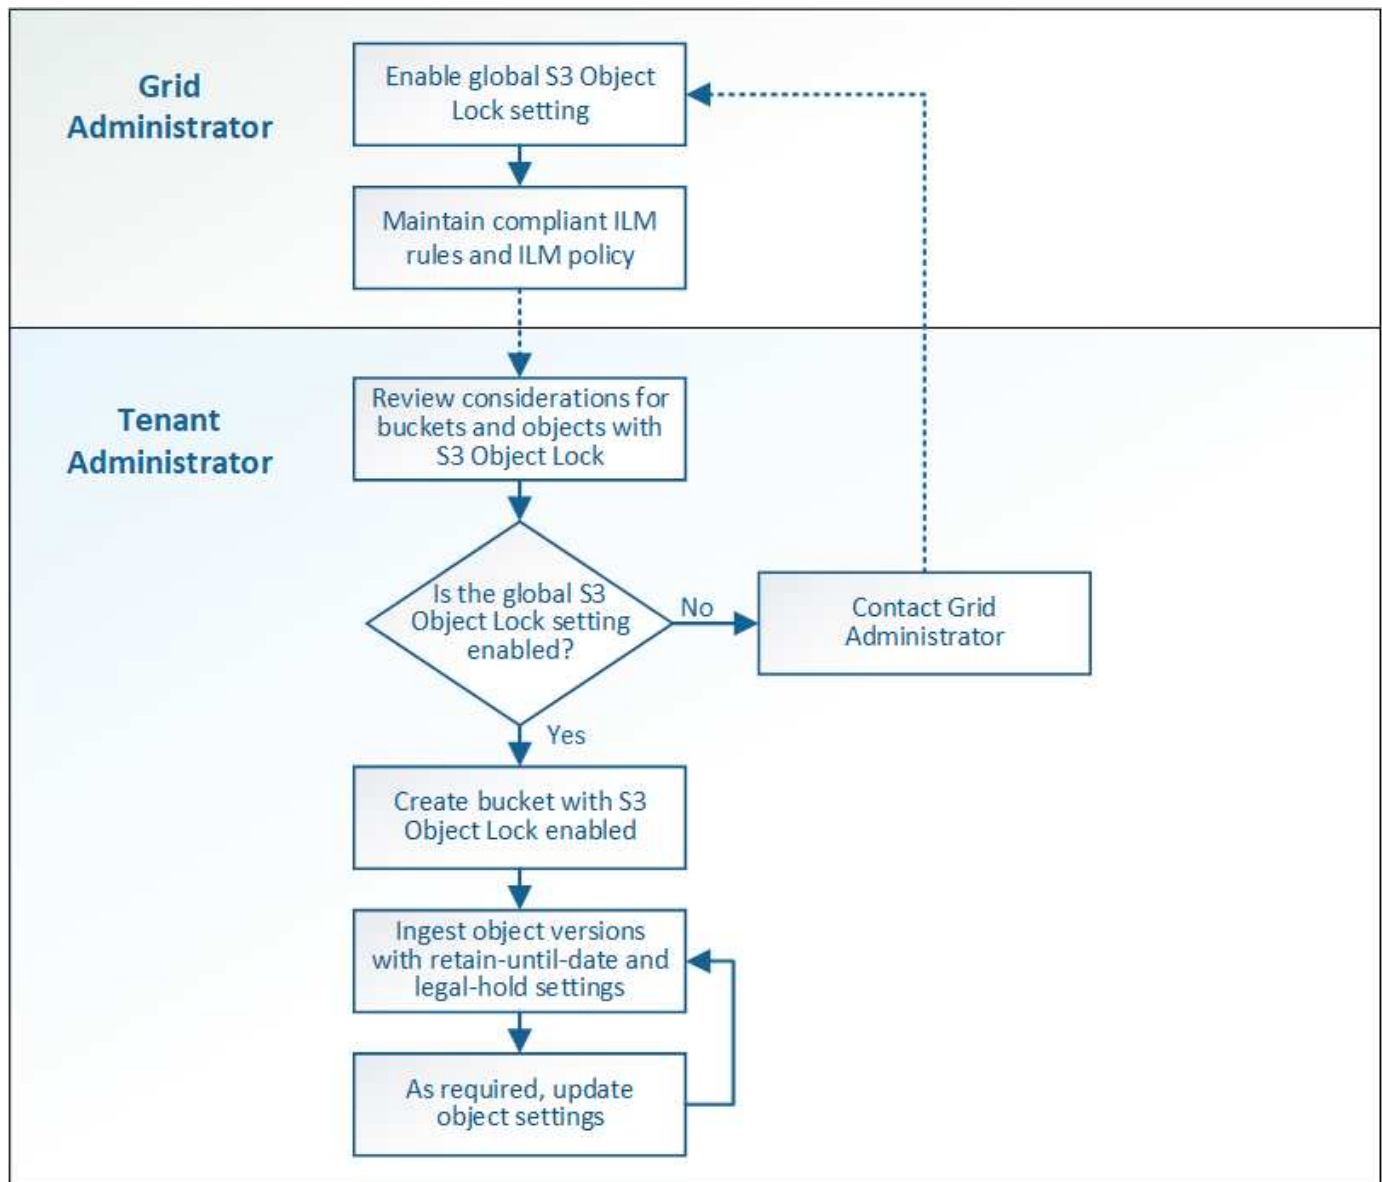 Grid
Administrator
Enable global S3 Object
Lock setting
Maintain compliant ILM
rules and ILM policy
Tenant
Administrator
Review considerations for
buckets and objects with
S3 Object Lock
Is the global S3
Object Lock setting
enabled?
No
Contact Grid
Administrator
Yes
Create bucket with S3
Object Lock enabled
Ingest object versions
with retain-until-date and
legal-hold settings
As required, update
object settings